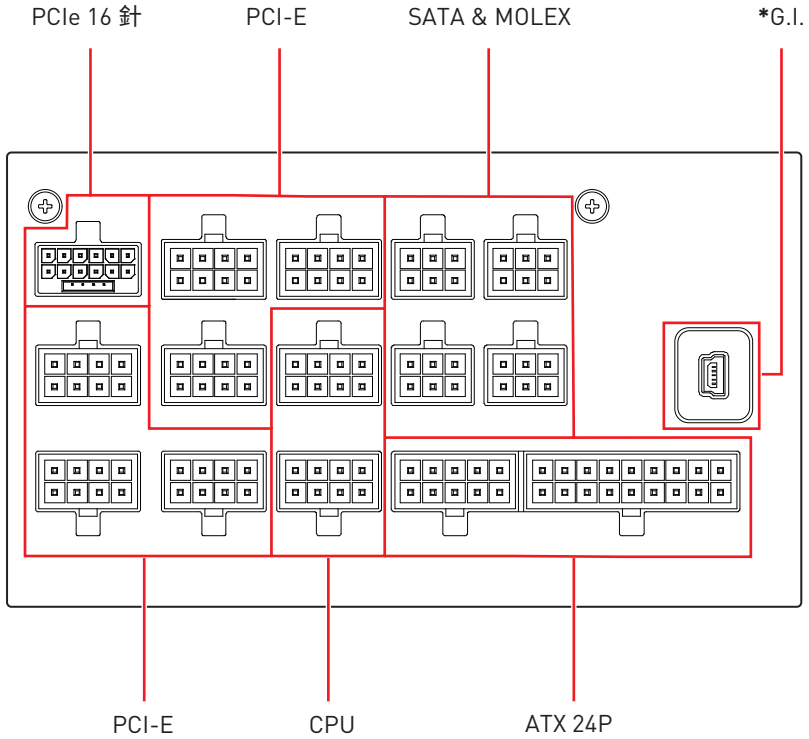 PCIe 16 針
PCI-E
SATA & MOLEX
*G.I.
PCI-E
CPU
ATX 24P